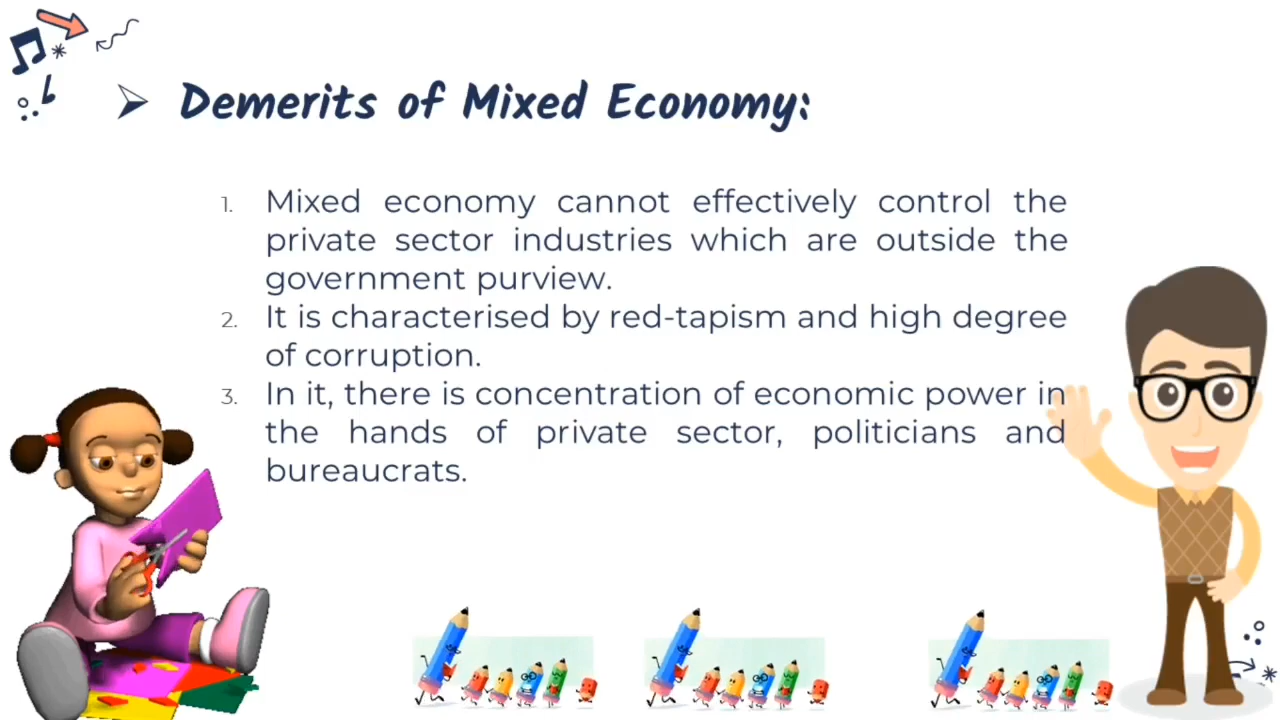 Demerits of Mixed Economy:
1. Mixed economy cannot effectively control the
private sector industries which are outside the
government purview.
2. It is characterised by red-tapism and high degree
of corruption.
3. In it, there is concentration of economic power in
the hands of private sector, politicians and
bureaucrats.